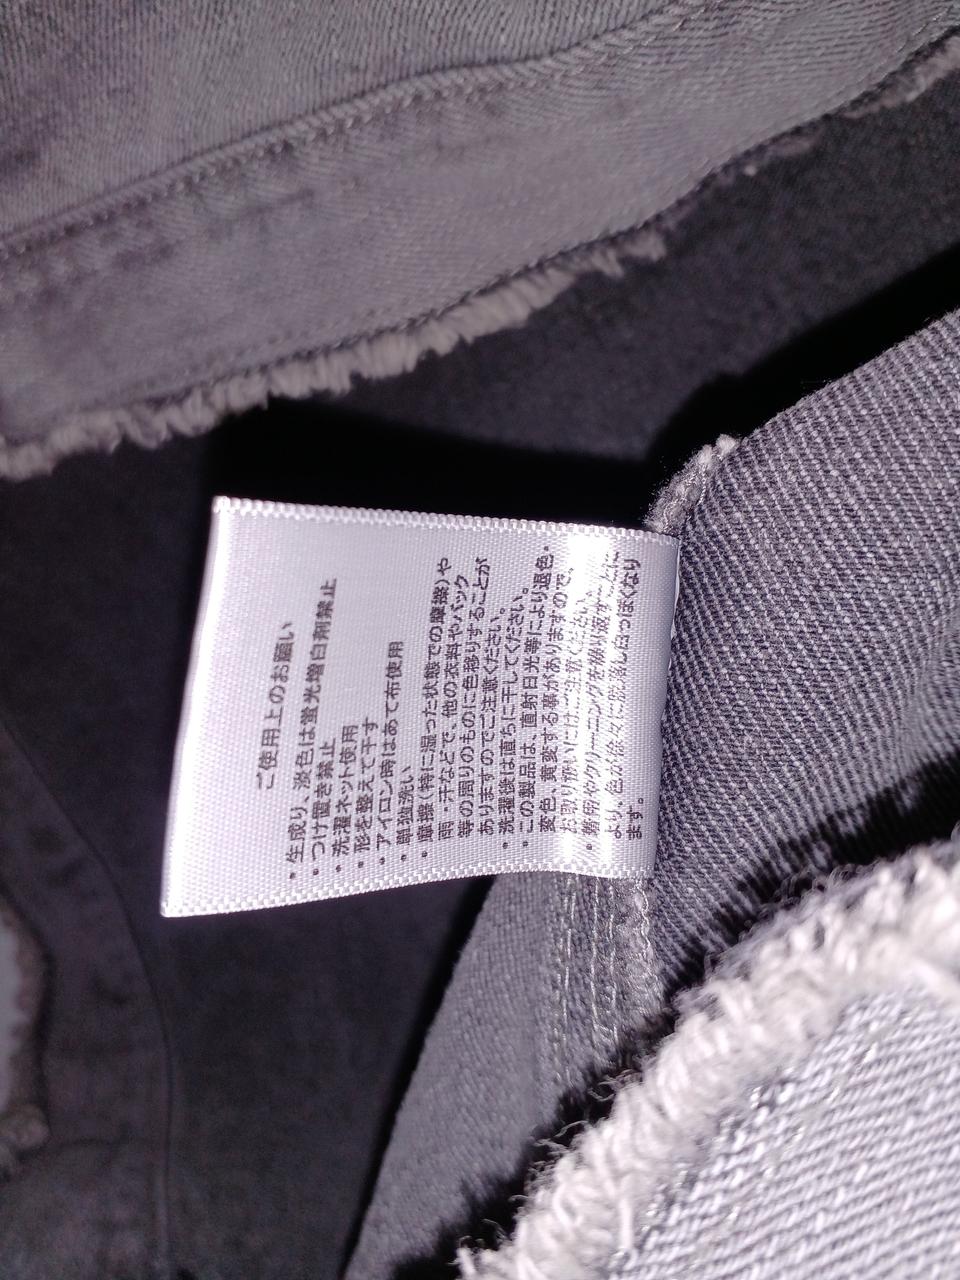 ご使用上のお願い
・生成り、淡色は蛍光増白剤禁止
・つけ置き禁止
・洗濯ネット使用
・形を整えて干す
・アイロン時はあて布使用
・単独洗い
・摩擦(特に湿った状態での摩擦)や
雨・汗などで、他の衣料やバック
等の周りのものに色移りすることが
ありますのでご注意ください。
・洗濯後は直ちに干してください。
・この製品は、直射日光等により退色・
変色、黄変する事がありますので、
お取り扱いにはご注意ください。
・着用やクリーニングを繰り返すことに
より、色が徐々に脱落し白っぽくなり
ます。